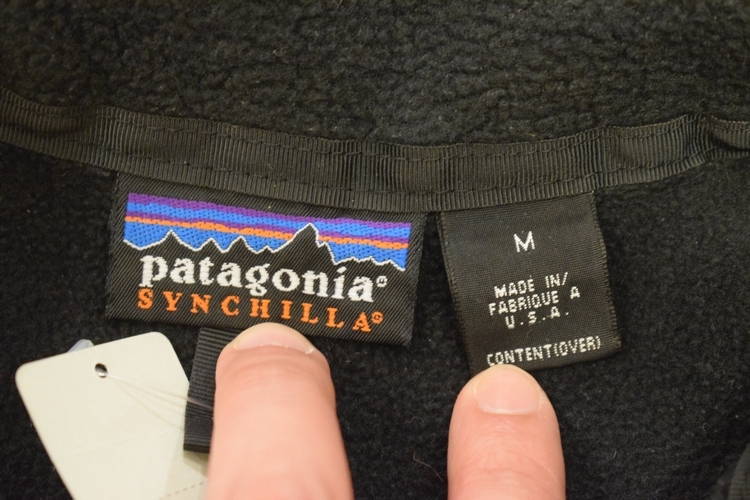 patagonia®
SYNCHILLA®
M
MADE IN/
FABRIQUE A
U.S.A.
CONTENT(OVER)